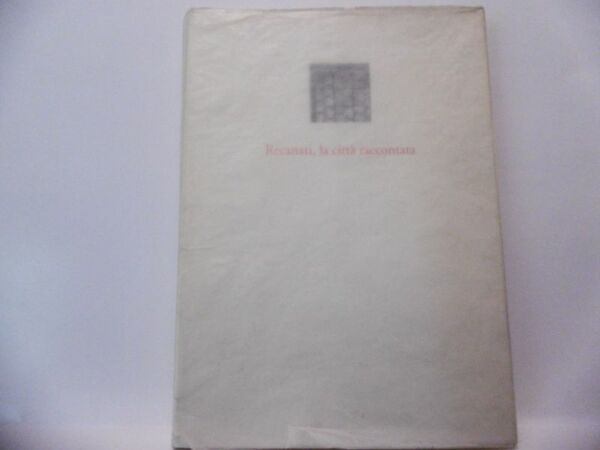 Recanati, la città raccontata